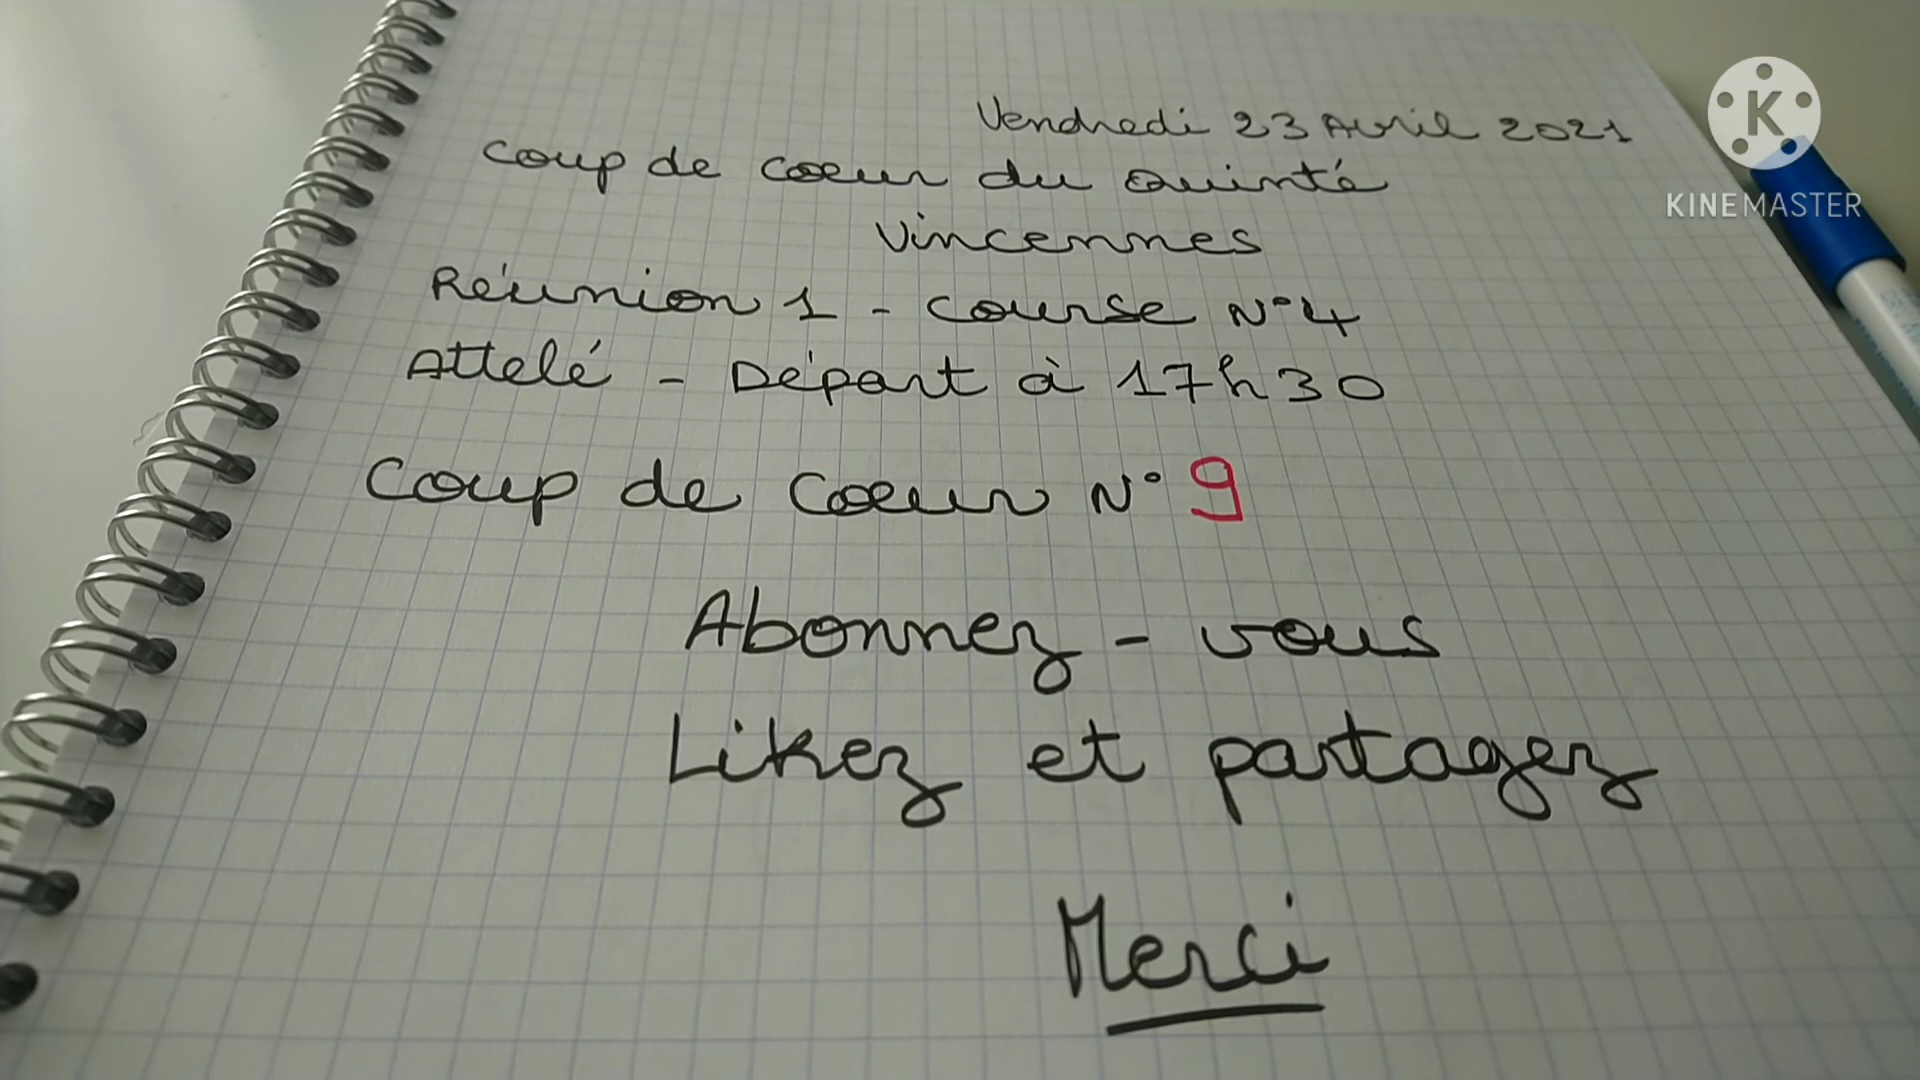 Vendredi 23 Avril 2021
Coup de coeur du Quinté
Vincennes
Réunion 1 - Course N°4
Attelé - Départ à 17h30
Coup de coeur N° 9
Abonnez-vous
Likez et partagez
Merci
K
KINEMASTER